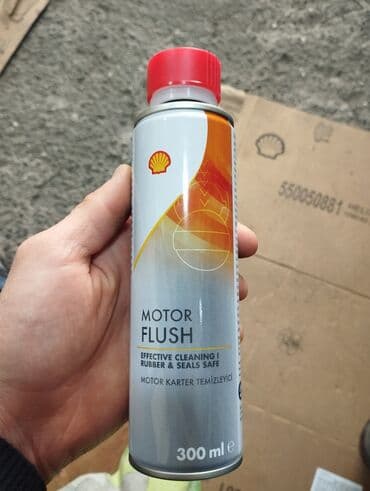 MOTOR
FLUSH
EFFECTIVE CLEANING I
RUBBER & SEALS SAFE
MOTOR KARTER TEMİZLEYİCİ
300 ml e
550050881